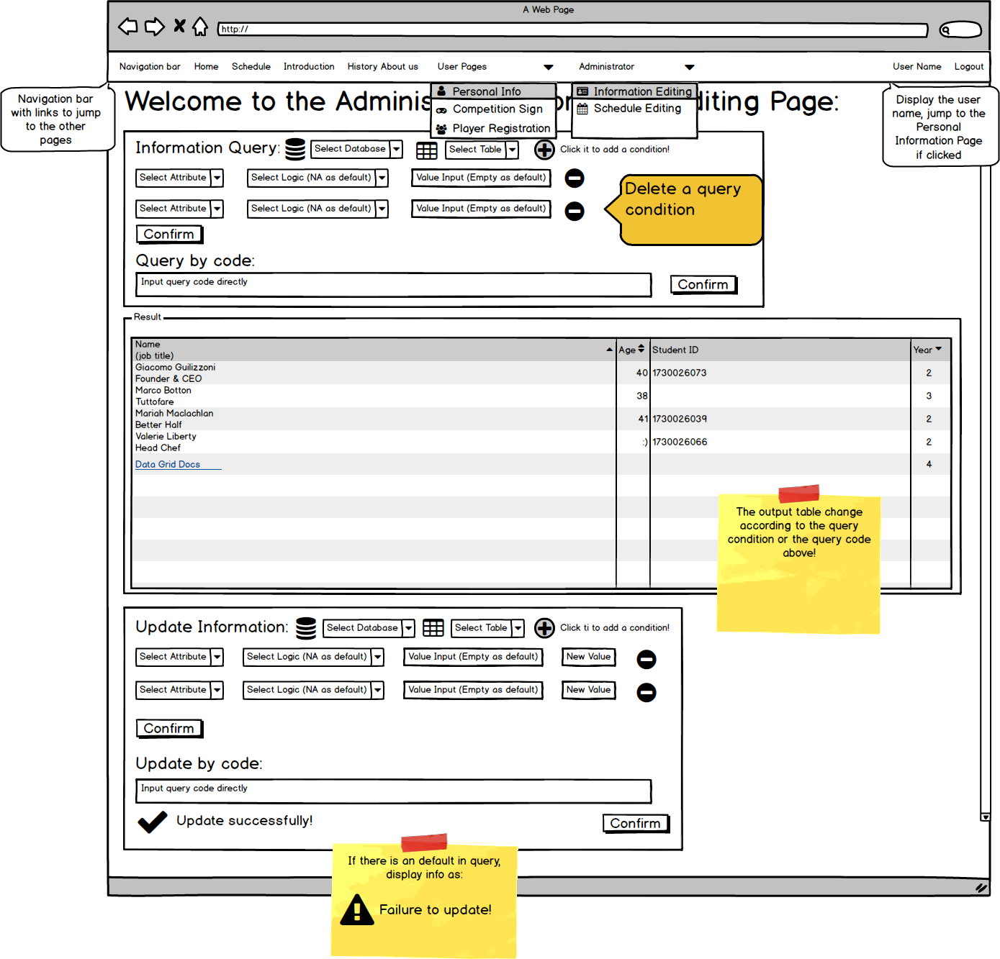 A Web Page
http://
Navigation bar Home Schedule Introduction History About us User Pages Administrator User Name Logout
Navigation bar
with links to jump
to the other
pages
Welcome to the Adminis or diting Page:
Personal Info
Competition Sign
Player Registration
Information Editing
Schedule Editing
Display the user
name, jump to the
Personal
Information Page
if clicked
Information Query: Select Database Select Table Click it to add a condition!
Select Attribute Select Logic (NA as default) Value Input (Empty as default)
Select Attribute Select Logic (NA as default) Value Input (Empty as default)
Delete a query
condition
Confirm
Query by code:
Input query code directly
Confirm
Result
Name
(job title)
Age Student ID Year
Giacomo Guilizzoni
Founder & CEO
40 1730026073 2
Marco Botton
Tuttofare
38 3
Mariah Maclachlan
Better Half
41 1730026039 2
Valerie Liberty
Head Chef
:) 1730026066 2
Data Grid Docs 4
The output table change
according to the query
condition or the query code
above!
Update Information: Select Database Select Table Click ti to add a condition!
Select Attribute Select Logic (NA as default) Value Input (Empty as default) New Value
Select Attribute Select Logic (NA as default) Value Input (Empty as default) New Value
Confirm
Update by code:
Input query code directly
Update successfully!
Confirm
If there is an default in query,
display info as:
Failure to update!